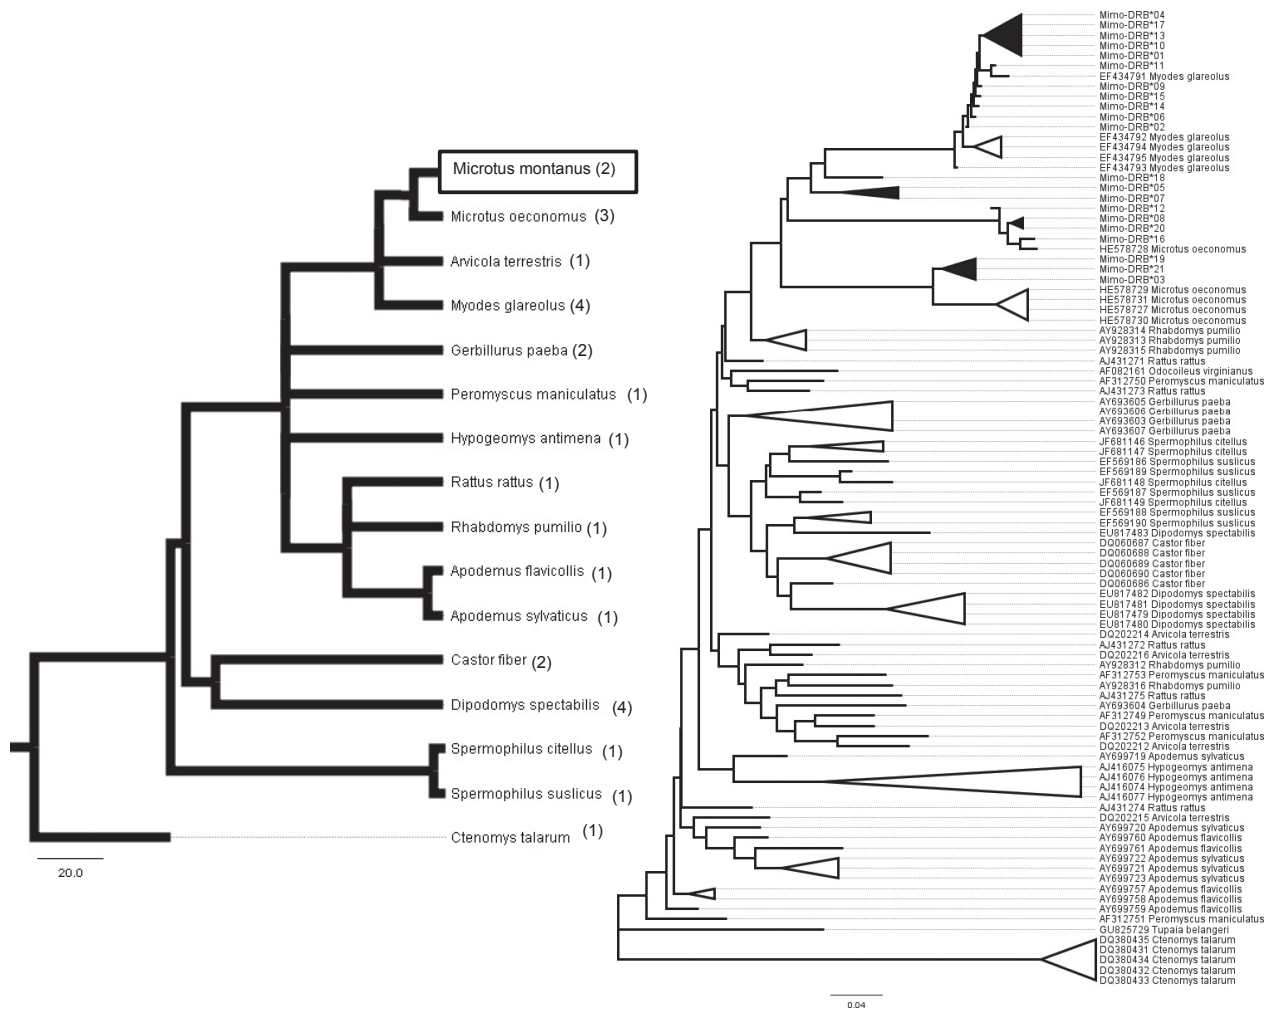 Microtus montanus (2)
Microtus oeconomus (3)
Arvicola terrestris (1)
Myodes glareolus (4)
Gerbillurus paeba (2)
Peromyscus maniculatus (1)
Hypogeomys antimena (1)
Rattus rattus (1)
Rhabdomys pumilio (1)
Apodemus flavicollis (1)
Apodemus sylvaticus (1)
Castor fiber (2)
Dipodomys spectabilis (4)
Spermophilus citellus (1)
Spermophilus suslicus (1)
Ctenomys talarum (1)
20.0
Mimo-DRB*04
Mimo-DRB*17
Mimo-DRB*13
Mimo-DRB*10
Mimo-DRB*01
Mimo-DRB*11
EF434791 Myodes glareolus
Mimo-DRB*09
Mimo-DRB*15
Mimo-DRB*14
Mimo-DRB*06
Mimo-DRB*02
EF434792 Myodes glareolus
EF434794 Myodes glareolus
EF434795 Myodes glareolus
EF434793 Myodes glareolus
Mimo-DRB*18
Mimo-DRB*05
Mimo-DRB*07
Mimo-DRB*12
Mimo-DRB*08
Mimo-DRB*20
Mimo-DRB*16
HE578728 Microtus oeconomus
Mimo-DRB*19
Mimo-DRB*21
Mimo-DRB*03
HE578729 Microtus oeconomus
HE578731 Microtus oeconomus
HE578727 Microtus oeconomus
HE578730 Microtus oeconomus
AY928314 Rhabdomys pumilio
AY928313 Rhabdomys pumilio
AY928315 Rhabdomys pumilio
AJ431271 Rattus rattus
AF082161 Odocoileus virginianus
AF312750 Peromyscus maniculatus
AJ431273 Rattus rattus
AY693605 Gerbillurus paeba
AY693606 Gerbillurus paeba
AY693603 Gerbillurus paeba
AY693607 Gerbillurus paeba
JF681146 Spermophilus citellus
JF681147 Spermophilus citellus
EF569186 Spermophilus suslicus
EF569189 Spermophilus suslicus
JF681148 Spermophilus citellus
EF569187 Spermophilus suslicus
JF681149 Spermophilus citellus
EF569188 Spermophilus suslicus
EF569190 Spermophilus suslicus
EU817483 Dipodomys spectabilis
DQ060687 Castor fiber
DQ060688 Castor fiber
DQ060689 Castor fiber
DQ060690 Castor fiber
DQ060686 Castor fiber
EU817482 Dipodomys spectabilis
EU817481 Dipodomys spectabilis
EU817479 Dipodomys spectabilis
EU817480 Dipodomys spectabilis
DQ202214 Arvicola terrestris
AJ431272 Rattus rattus
DQ202216 Arvicola terrestris
AY928312 Rhabdomys pumilio
AF312753 Peromyscus maniculatus
AY928316 Rhabdomys pumilio
AJ431275 Rattus rattus
AY693604 Gerbillurus paeba
AF312749 Peromyscus maniculatus
DQ202213 Arvicola terrestris
AF312752 Peromyscus maniculatus
DQ202212 Arvicola terrestris
AY699719 Apodemus sylvaticus
AJ416075 Hypogeomys antimena
AJ416076 Hypogeomys antimena
AJ416074 Hypogeomys antimena
AJ416077 Hypogeomys antimena
AJ431274 Rattus rattus
DQ202215 Arvicola terrestris
AY699720 Apodemus sylvaticus
AY699760 Apodemus flavicollis
AY699761 Apodemus flavicollis
AY699722 Apodemus sylvaticus
AY699721 Apodemus sylvaticus
AY699723 Apodemus sylvaticus
AY699757 Apodemus flavicollis
AY699758 Apodemus flavicollis
AY699759 Apodemus flavicollis
AF312751 Peromyscus maniculatus
GU825729 Tupaia belangeri
DQ380435 Ctenomys talarum
DQ380431 Ctenomys talarum
DQ380434 Ctenomys talarum
DQ380432 Ctenomys talarum
DQ380433 Ctenomys talarum
0.04